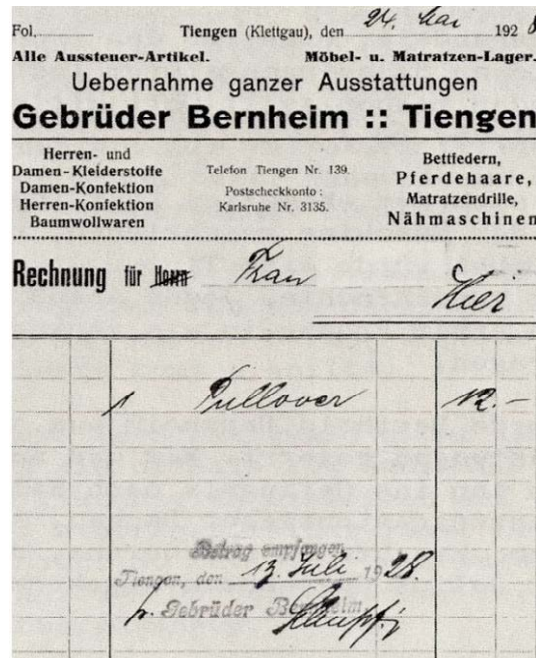 Fol. Tiengen (Klettgau), den 24. Mai 1928
Alle Aussteuer-Artikel. Möbel- u. Matratzen-Lager.
Uebernahme ganzer Ausstattungen
Gebrüder Bernheim :: Tiengen
Herren- und
Damen-Kleiderstoffe
Damen-Konfektion
Herren-Konfektion
Baumwollwaren
Telefon Tiengen Nr. 139.
Postscheckkonto:
Karlsruhe Nr. 3135.
Bettfedern,
Pferdehaare,
Matratzendrille,
Nähmaschinen
Rechnung für Herrn Frau
Hier
1 Pullover 12.-
Betrag empfangen
Tiengen, den 13. Juli 1928.
p. Gebrüder Bernheim